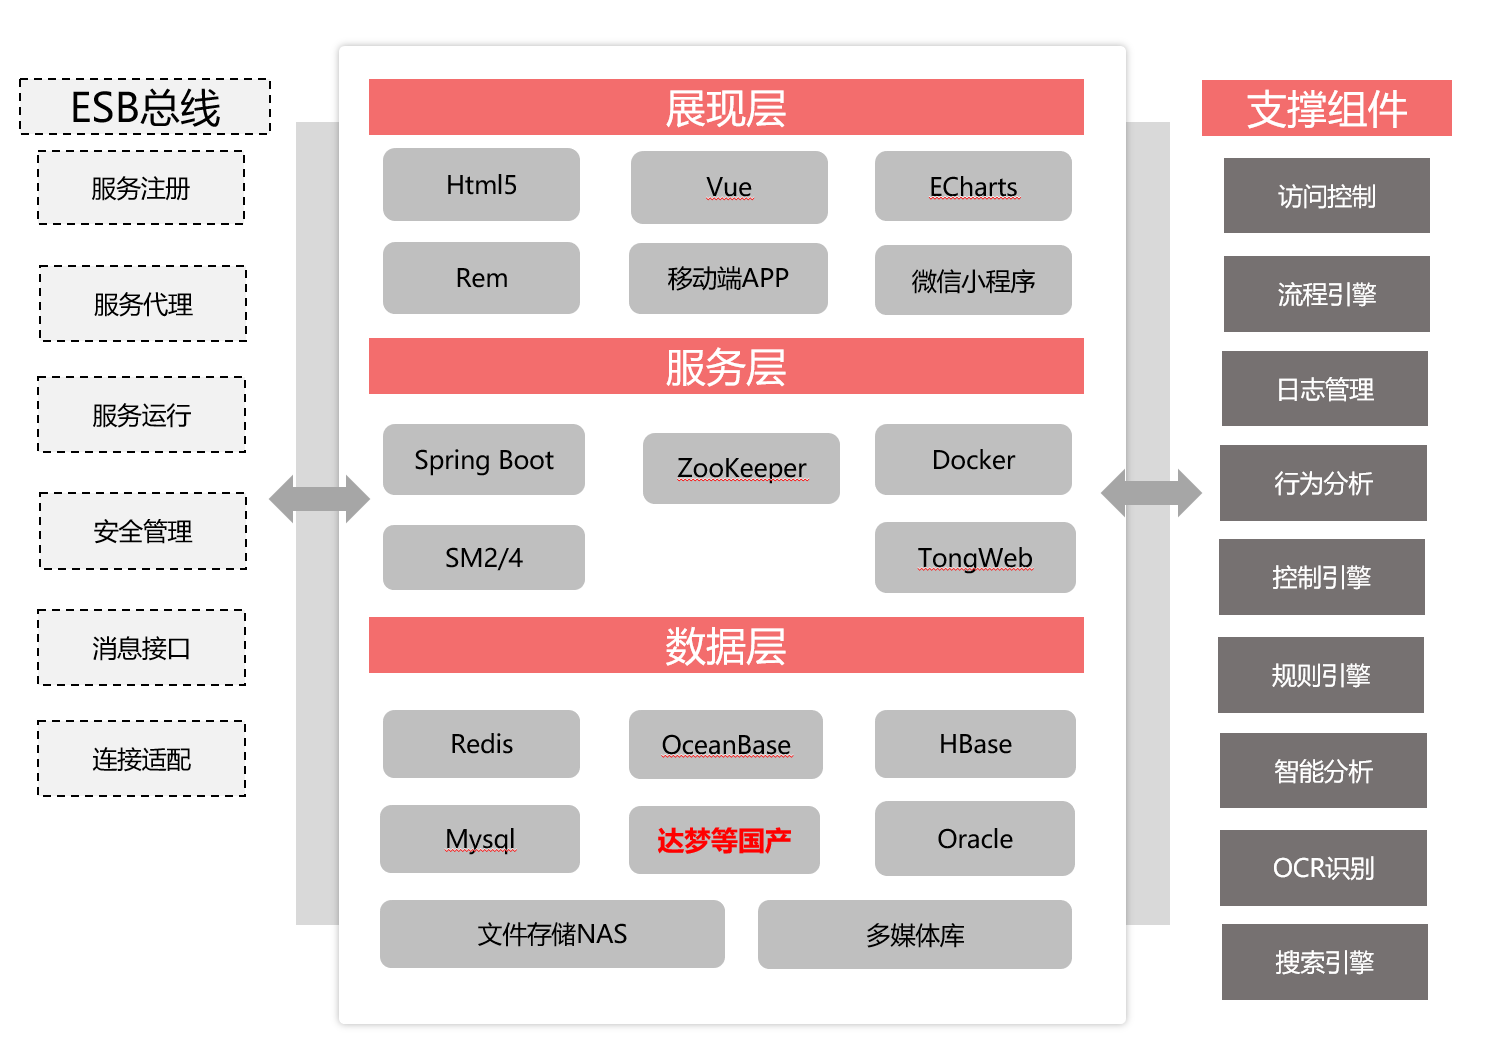 ESB总线
服务注册
服务代理
服务运行
安全管理
消息接口
连接适配
展现层
Html5
Vue
ECharts
Rem
移动端APP
微信小程序
服务层
Spring Boot
ZooKeeper
Docker
SM2/4
TongWeb
数据层
Redis
OceanBase
HBase
Mysql
达梦等国产
Oracle
文件存储NAS
多媒体库
支撑组件
访问控制
流程引擎
日志管理
行为分析
控制引擎
规则引擎
智能分析
OCR识别
搜索引擎